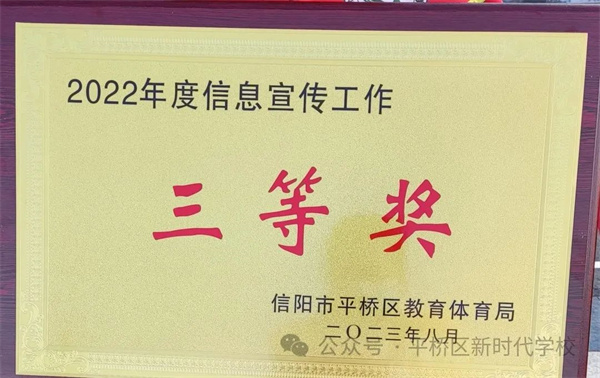 2022年度信息宣传工作
三等奖
信阳市平桥区教育体育局
二〇二三年八月
公众号·平桥区新时代学校